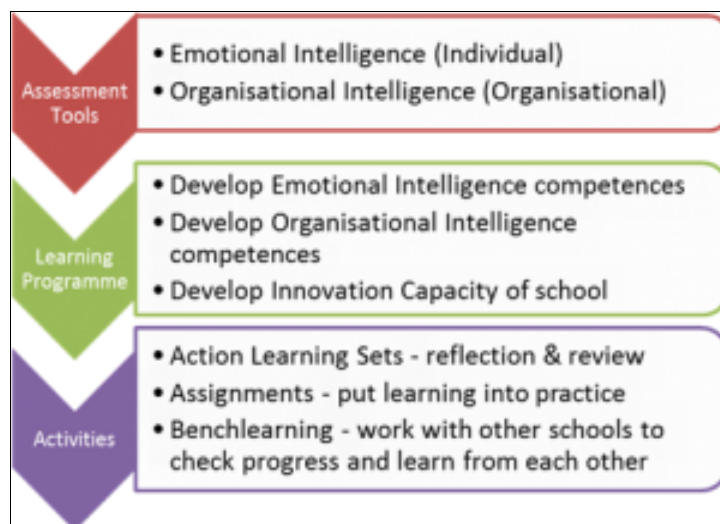 Assessment
Tools
• Emotional Intelligence (Individual)
• Organisational Intelligence (Organisational)
Learning
Programme
• Develop Emotional Intelligence competences
• Develop Organisational Intelligence
competences
• Develop Innovation Capacity of school
Activities
• Action Learning Sets - reflection & review
• Assignments - put learning into practice
• Benchlearning - work with other schools to
check progress and learn from each other